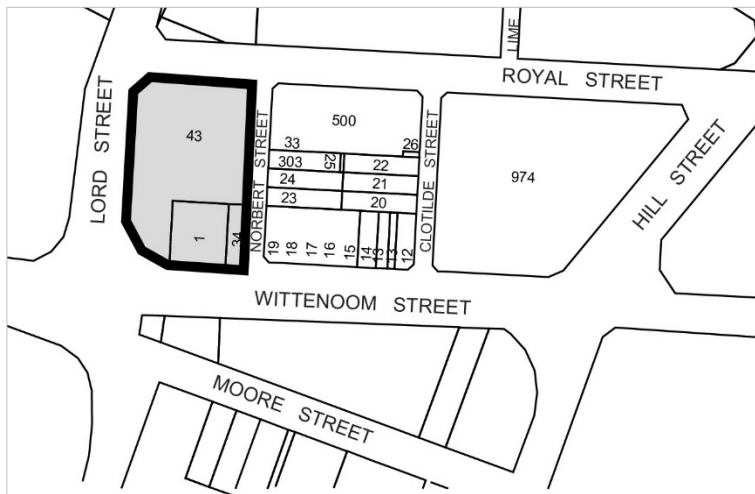 LIME
ROYAL STREET
LORD STREET
43
1
34
NORBERT STREET
500
33
26
303
25
22
24
21
23
20
19
18
17
16
15
14
13
13
12
CLOTILDE STREET
974
HILL STREET
WITTENOOM STREET
MOORE STREET